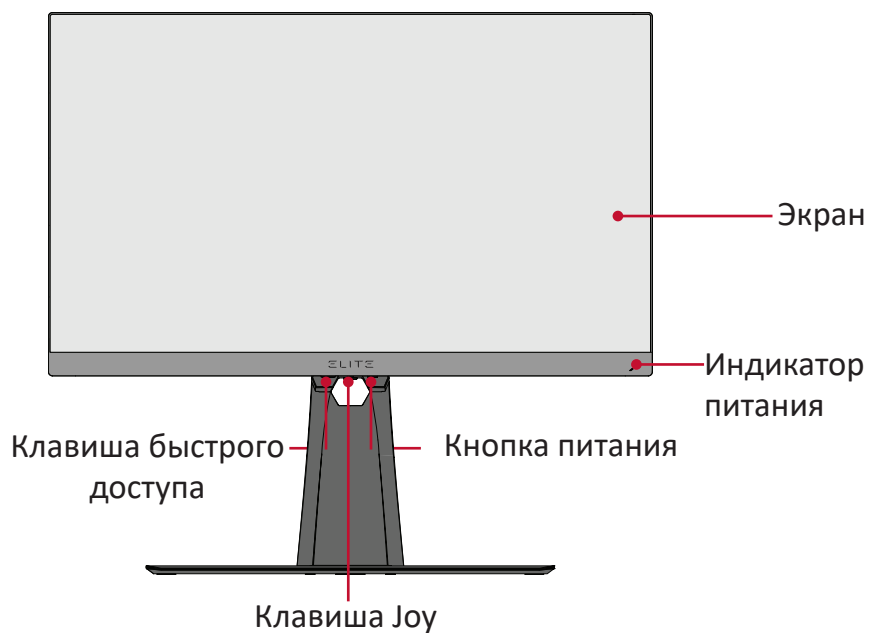 Экран
ELITE
Индикатор
питания
Клавиша быстрого
доступа
Кнопка питания
Клавиша Joy